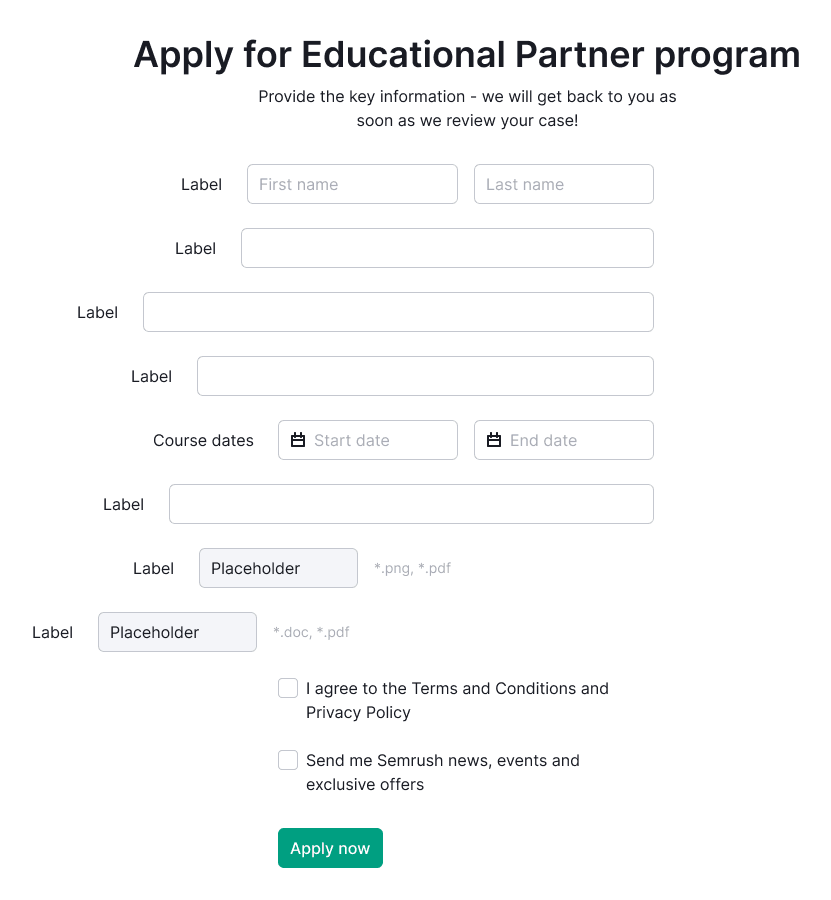 Apply for Educational Partner program
Provide the key information - we will get back to you as
soon as we review your case!
Label First name Last name
Label
Label
Label
Course dates Start date End date
Label
Label Placeholder *.png, *.pdf
Label Placeholder *.doc, *.pdf
I agree to the Terms and Conditions and
Privacy Policy
Send me Semrush news, events and
exclusive offers
Apply now